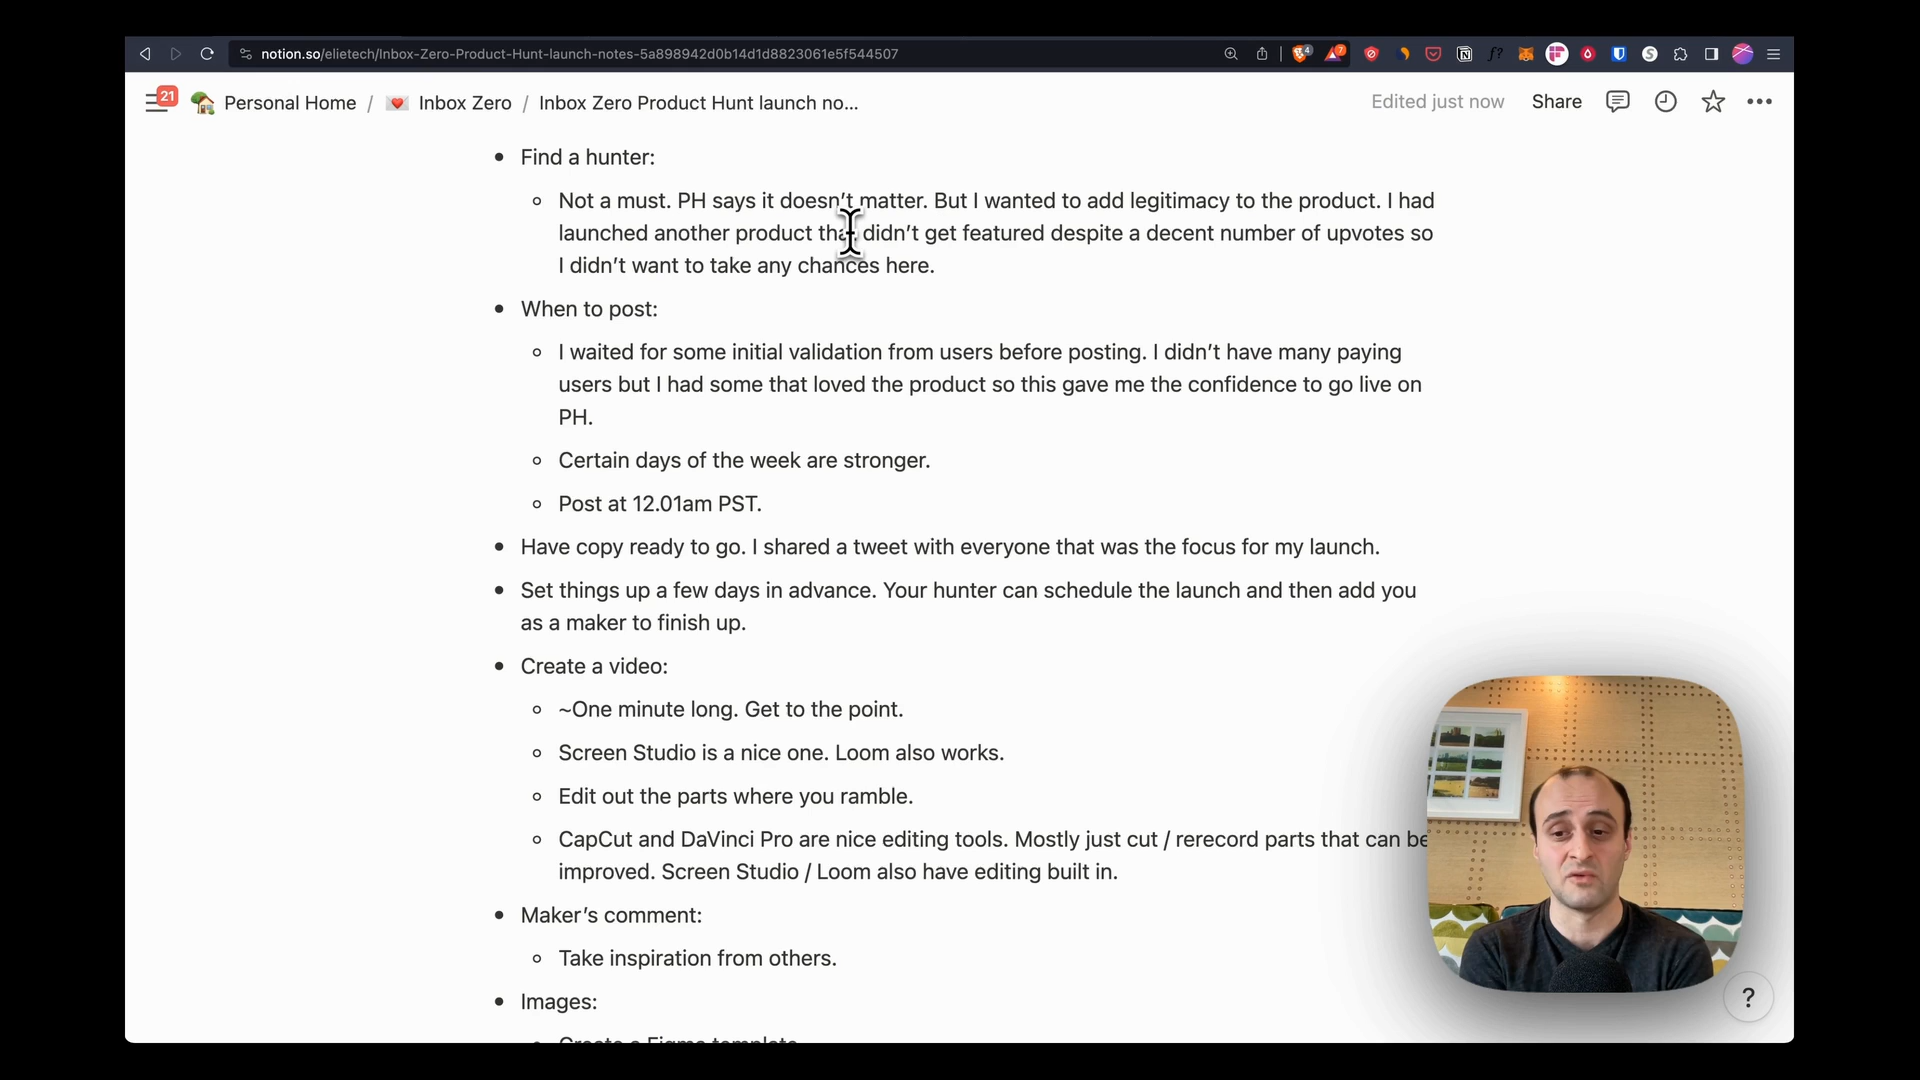 notion.so/elietech/Inbox-Zero-Product-Hunt-launch-notes-5a898942d0b14d1d8823061e5f544507
4
7
21
Personal Home / Inbox Zero / Inbox Zero Product Hunt launch no...
Edited just now
Share
Find a hunter:
Not a must. PH says it doesn’t matter. But I wanted to add legitimacy to the product. I had
launched another product that didn’t get featured despite a decent number of upvotes so
I didn’t want to take any chances here.
When to post:
I waited for some initial validation from users before posting. I didn’t have many paying
users but I had some that loved the product so this gave me the confidence to go live on
PH.
Certain days of the week are stronger.
Post at 12.01am PST.
Have copy ready to go. I shared a tweet with everyone that was the focus for my launch.
Set things up a few days in advance. Your hunter can schedule the launch and then add you
as a maker to finish up.
Create a video:
~One minute long. Get to the point.
Screen Studio is a nice one. Loom also works.
Edit out the parts where you ramble.
CapCut and DaVinci Pro are nice editing tools. Mostly just cut / rerecord parts that can be
improved. Screen Studio / Loom also have editing built in.
Maker’s comment:
Take inspiration from others.
Images:
Create a Figma template
?